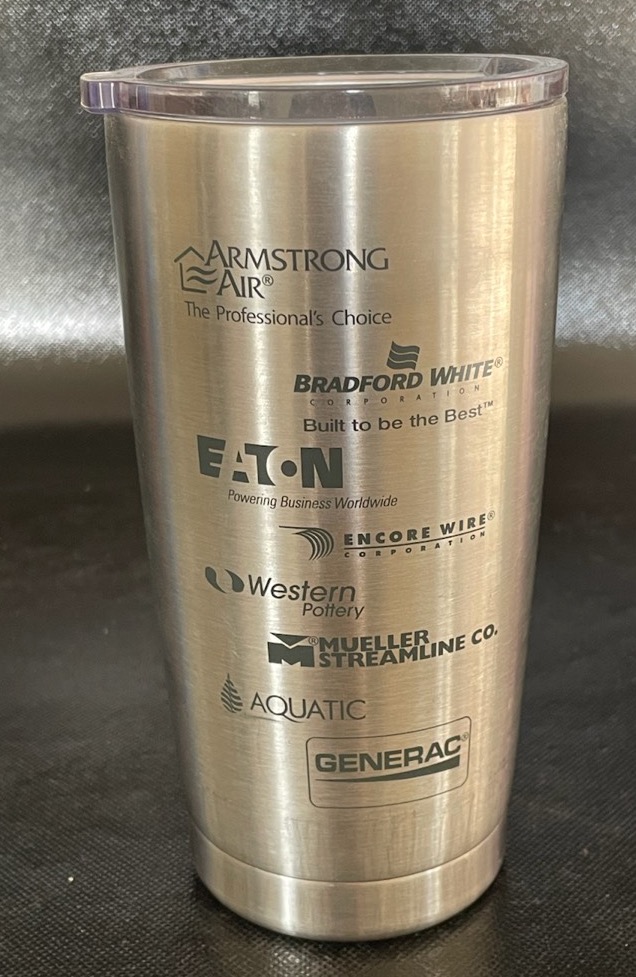 ARMSTRONG
AIR®
The Professional's Choice
BRADFORD WHITE®
CORPORATION
Built to be the Best™
EATON
Powering Business Worldwide
ENCORE WIRE®
CORPORATION
Western
Pottery
®MUELLER
STREAMLINE CO.
AQUATIC
GENERAC®